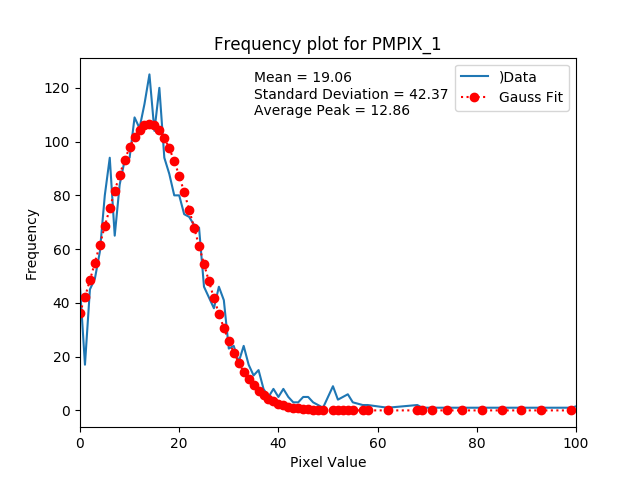 Frequency plot for PMPIX_1
Mean = 19.06
Standard Deviation = 42.37
Average Peak = 12.86
)Data
Gauss Fit
Frequency
120
100
80
60
40
20
0
0 20 40 60 80 100
Pixel Value